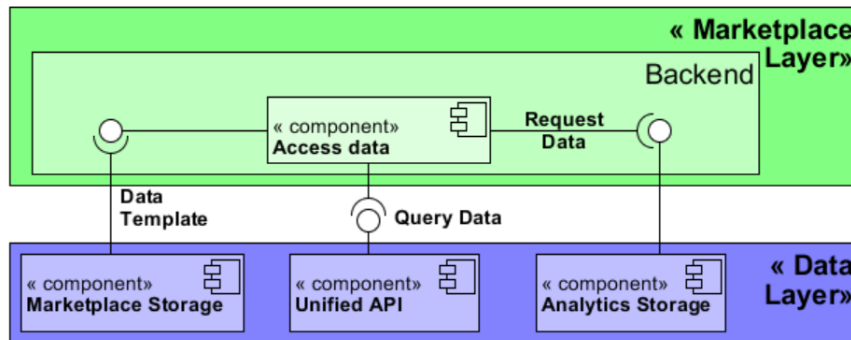 « Marketplace
Layer»
Backend
« component»
Access data
Request
Data
Data
Template
Query Data
« Data
Layer»
« component»
Marketplace Storage
« component»
Unified API
« component»
Analytics Storage